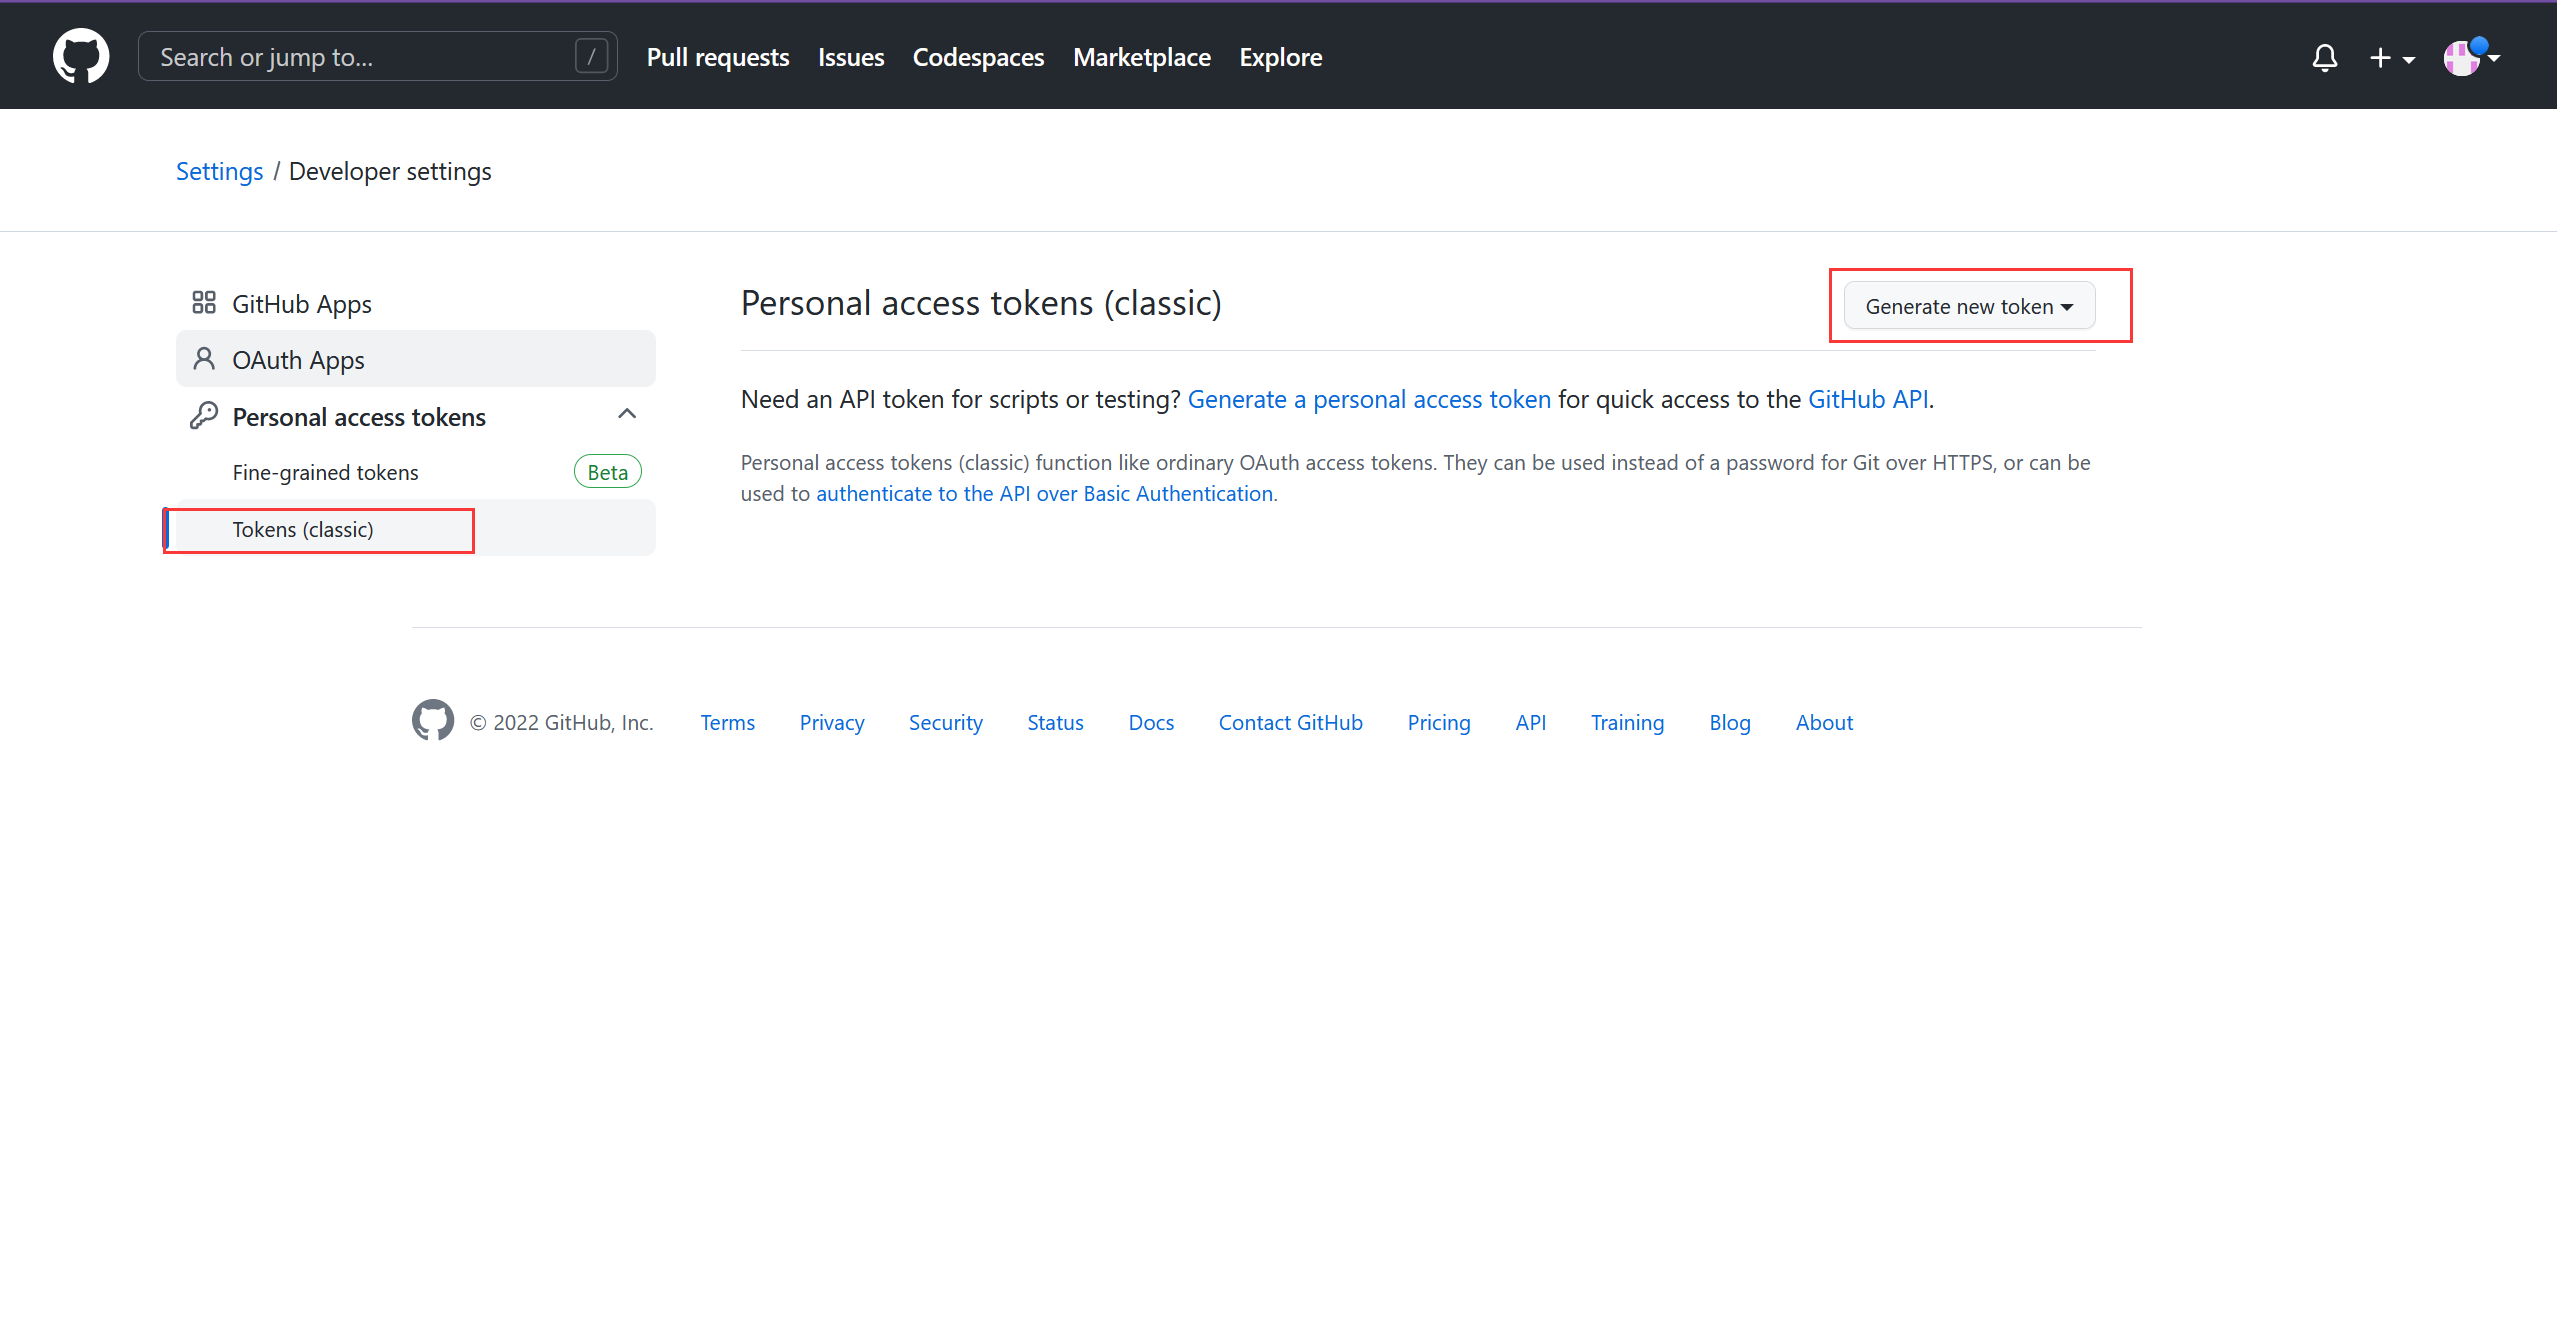 Search or jump to... /
Pull requests Issues Codespaces Marketplace Explore
Settings / Developer settings
GitHub Apps
OAuth Apps
Personal access tokens
Fine-grained tokens Beta
Tokens (classic)
Personal access tokens (classic)
Generate new token
Need an API token for scripts or testing? Generate a personal access token for quick access to the GitHub API.
Personal access tokens (classic) function like ordinary OAuth access tokens. They can be used instead of a password for Git over HTTPS, or can be
used to authenticate to the API over Basic Authentication.
© 2022 GitHub, Inc. Terms Privacy Security Status Docs Contact GitHub Pricing API Training Blog About